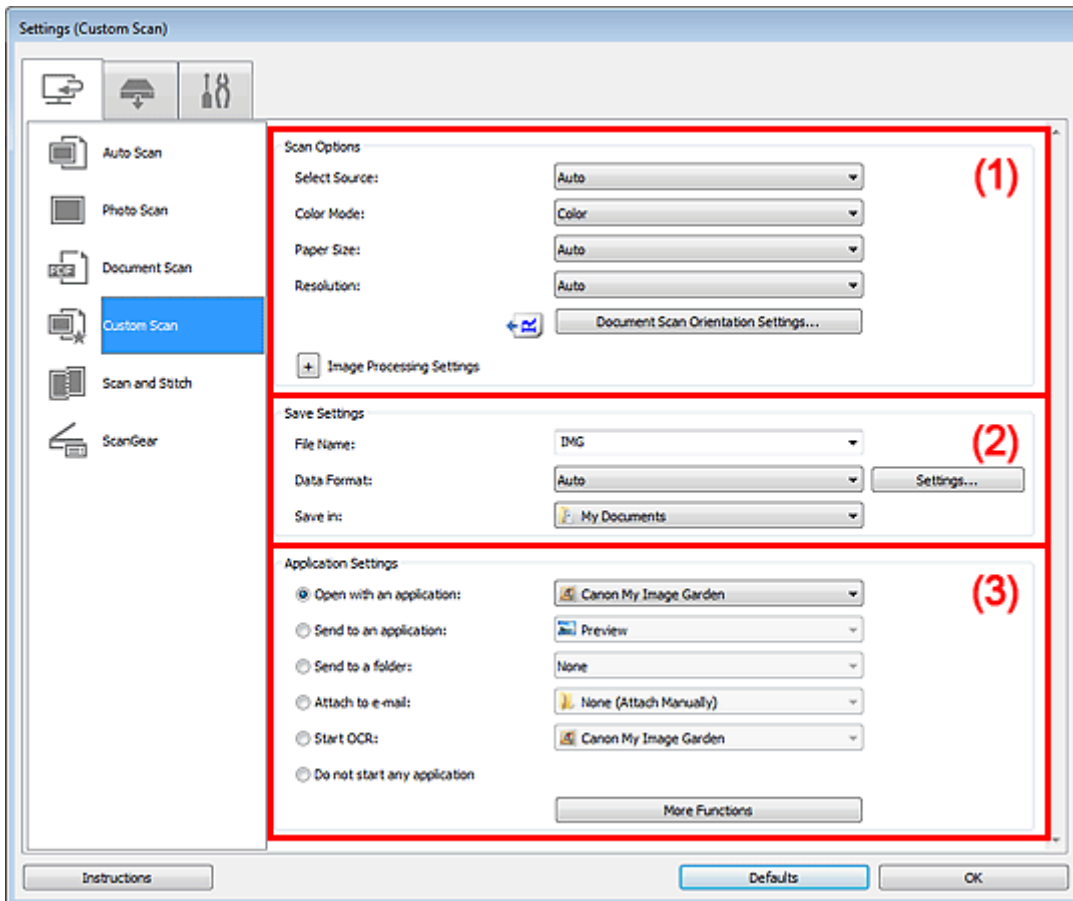 Settings (Custom Scan)
Auto Scan
Photo Scan
PDF
Document Scan
Custom Scan
Scan and Stitch
ScanGear
Scan Options
(1)
Select Source: Auto
Color Mode: Color
Paper Size: Auto
Resolution: Auto
R Document Scan Orientation Settings...
+ Image Processing Settings
Save Settings
(2)
File Name: IMG
Data Format: Auto Settings...
Save in: My Documents
Application Settings
(3)
Open with an application: Canon My Image Garden
Send to an application: Preview
Send to a folder: None
Attach to e-mail: None (Attach Manually)
Start OCR: Canon My Image Garden
Do not start any application
More Functions
Instructions Defaults OK